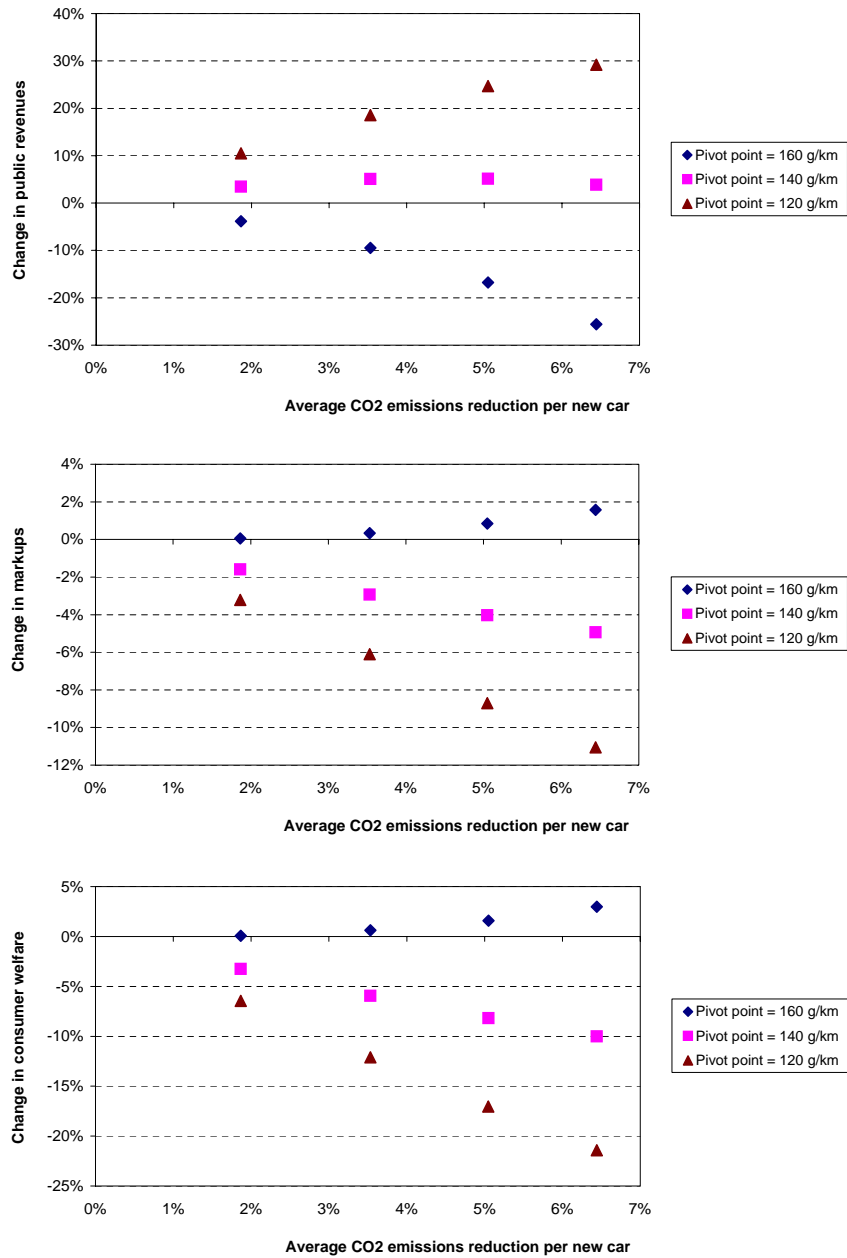 40%
30%
20%
10%
0%
-10%
-20%
-30%
Change in public revenues
0% 1% 2% 3% 4% 5% 6% 7%
Average CO2 emissions reduction per new car
Pivot point = 160 g/km
Pivot point = 140 g/km
Pivot point = 120 g/km
4%
2%
0%
-2%
-4%
-6%
-8%
-10%
-12%
Change in markups
0% 1% 2% 3% 4% 5% 6% 7%
Average CO2 emissions reduction per new car
Pivot point = 160 g/km
Pivot point = 140 g/km
Pivot point = 120 g/km
5%
0%
-5%
-10%
-15%
-20%
-25%
Change in consumer welfare
0% 1% 2% 3% 4% 5% 6% 7%
Average CO2 emissions reduction per new car
Pivot point = 160 g/km
Pivot point = 140 g/km
Pivot point = 120 g/km